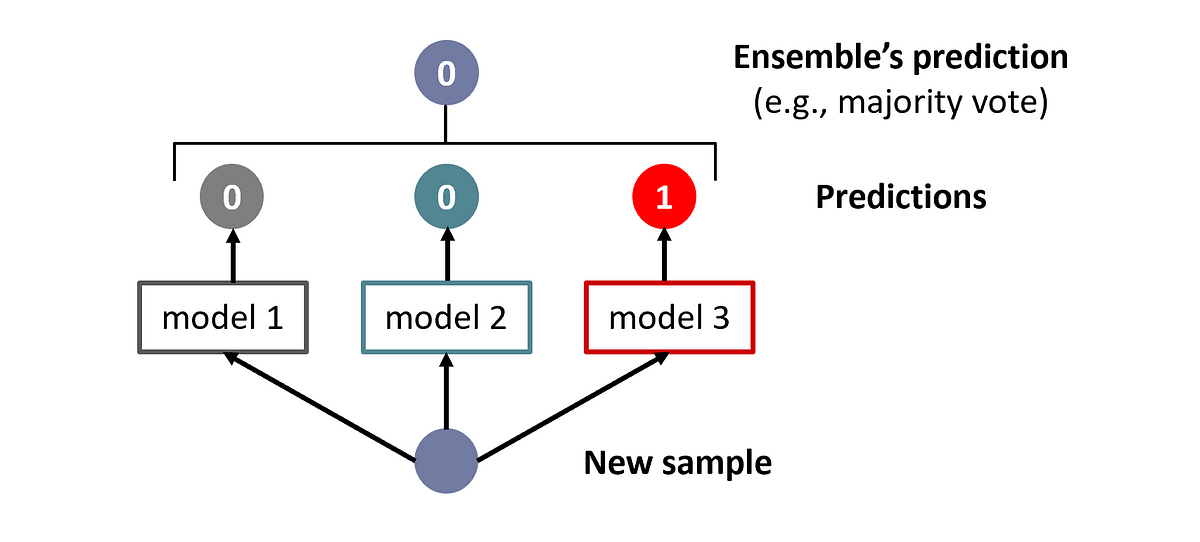 0
Ensemble’s prediction
(e.g., majority vote)
0
0
1
Predictions
model 1
model 2
model 3
New sample